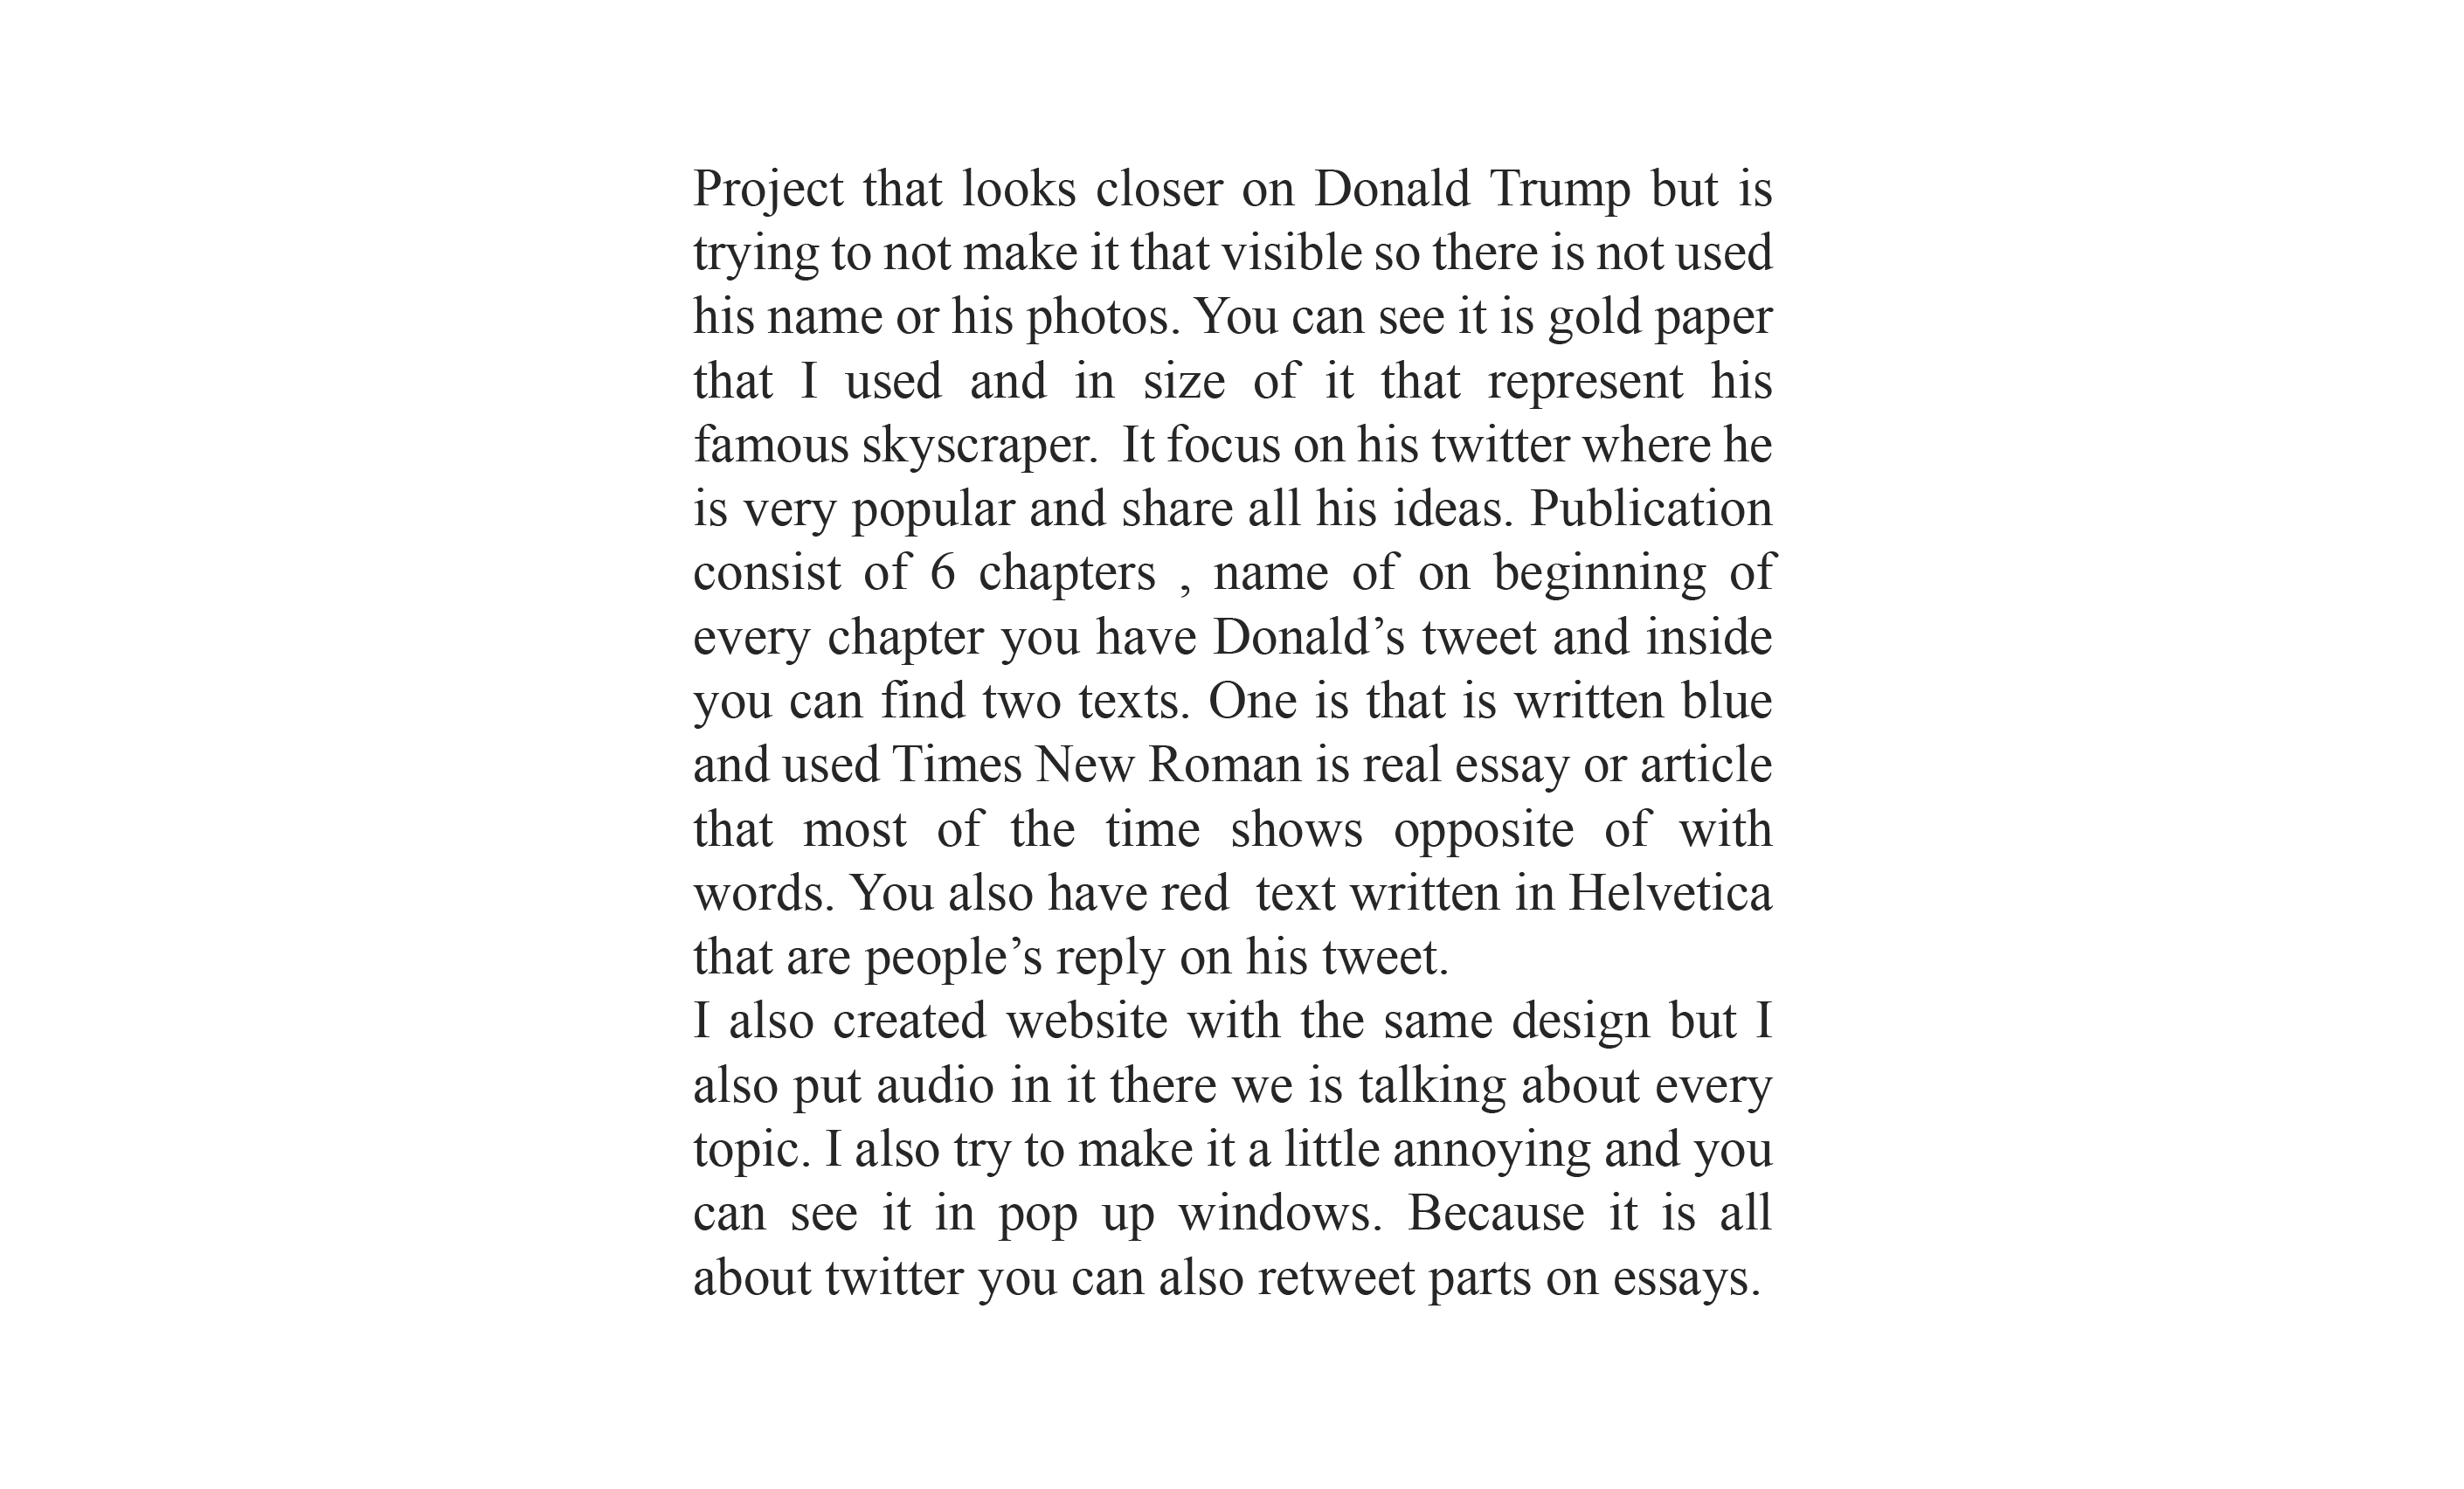 Project that looks closer on Donald Trump but is
trying to not make it that visible so there is not used
his name or his photos. You can see it is gold paper
that I used and in size of it that represent his
famous skyscraper.  It focus on his twitter where he
is very popular and share all his ideas. Publication
consist of 6 chapters , name of on beginning of
every chapter you have Donald’s tweet and inside
you can find two texts. One is that is written blue
and used Times New Roman is real essay or article
that most of the time shows opposite of with
words. You also have red  text written in Helvetica
that are people’s reply on his tweet.
I also created website with the same design but I
also put audio in it there we is talking about every
topic. I also try to make it a little annoying and you
can see it in pop up windows. Because it is all
about twitter you can also retweet parts on essays.